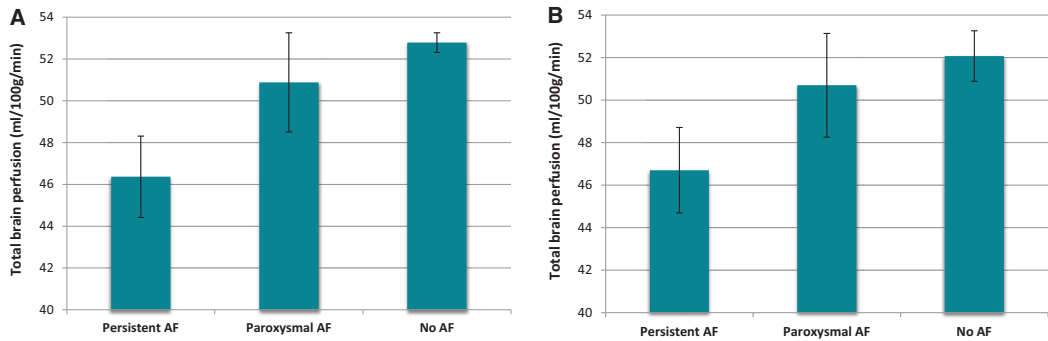 A
Total brain perfusion (ml/100g/min)
54
52
50
48
46
44
42
40
Persistent AF
Paroxysmal AF
No AF
B
Total brain perfusion (ml/100g/min)
54
52
50
48
46
44
42
40
Persistent AF
Paroxysmal AF
No AF